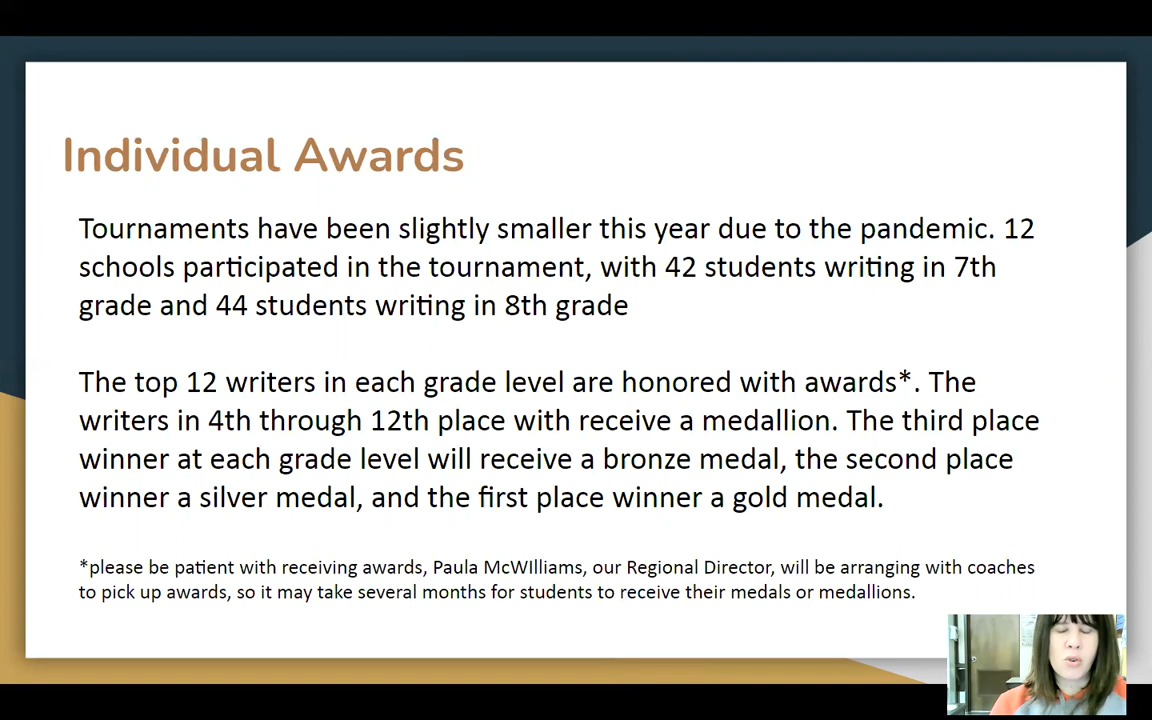 Individual Awards
Tournaments have been slightly smaller this year due to the pandemic. 12
schools participated in the tournament, with 42 students writing in 7th
grade and 44 students writing in 8th grade
The top 12 writers in each grade level are honored with awards*. The
writers in 4th through 12th place with receive a medallion. The third place
winner at each grade level will receive a bronze medal, the second place
winner a silver medal, and the first place winner a gold medal.
*please be patient with receiving awards, Paula McWIlliams, our Regional Director, will be arranging with coaches
to pick up awards, so it may take several months for students to receive their medals or medallions.